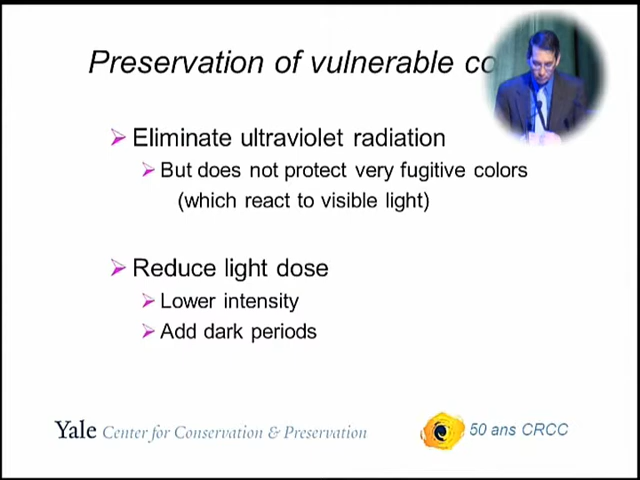 Preservation of vulnerable
Eliminate ultraviolet radiation
But does not protect very fugitive colors
(which react to visible light)
Reduce light dose
Lower intensity
Add dark periods
Yale Center for Conservation & Preservation
50 ans CRCC